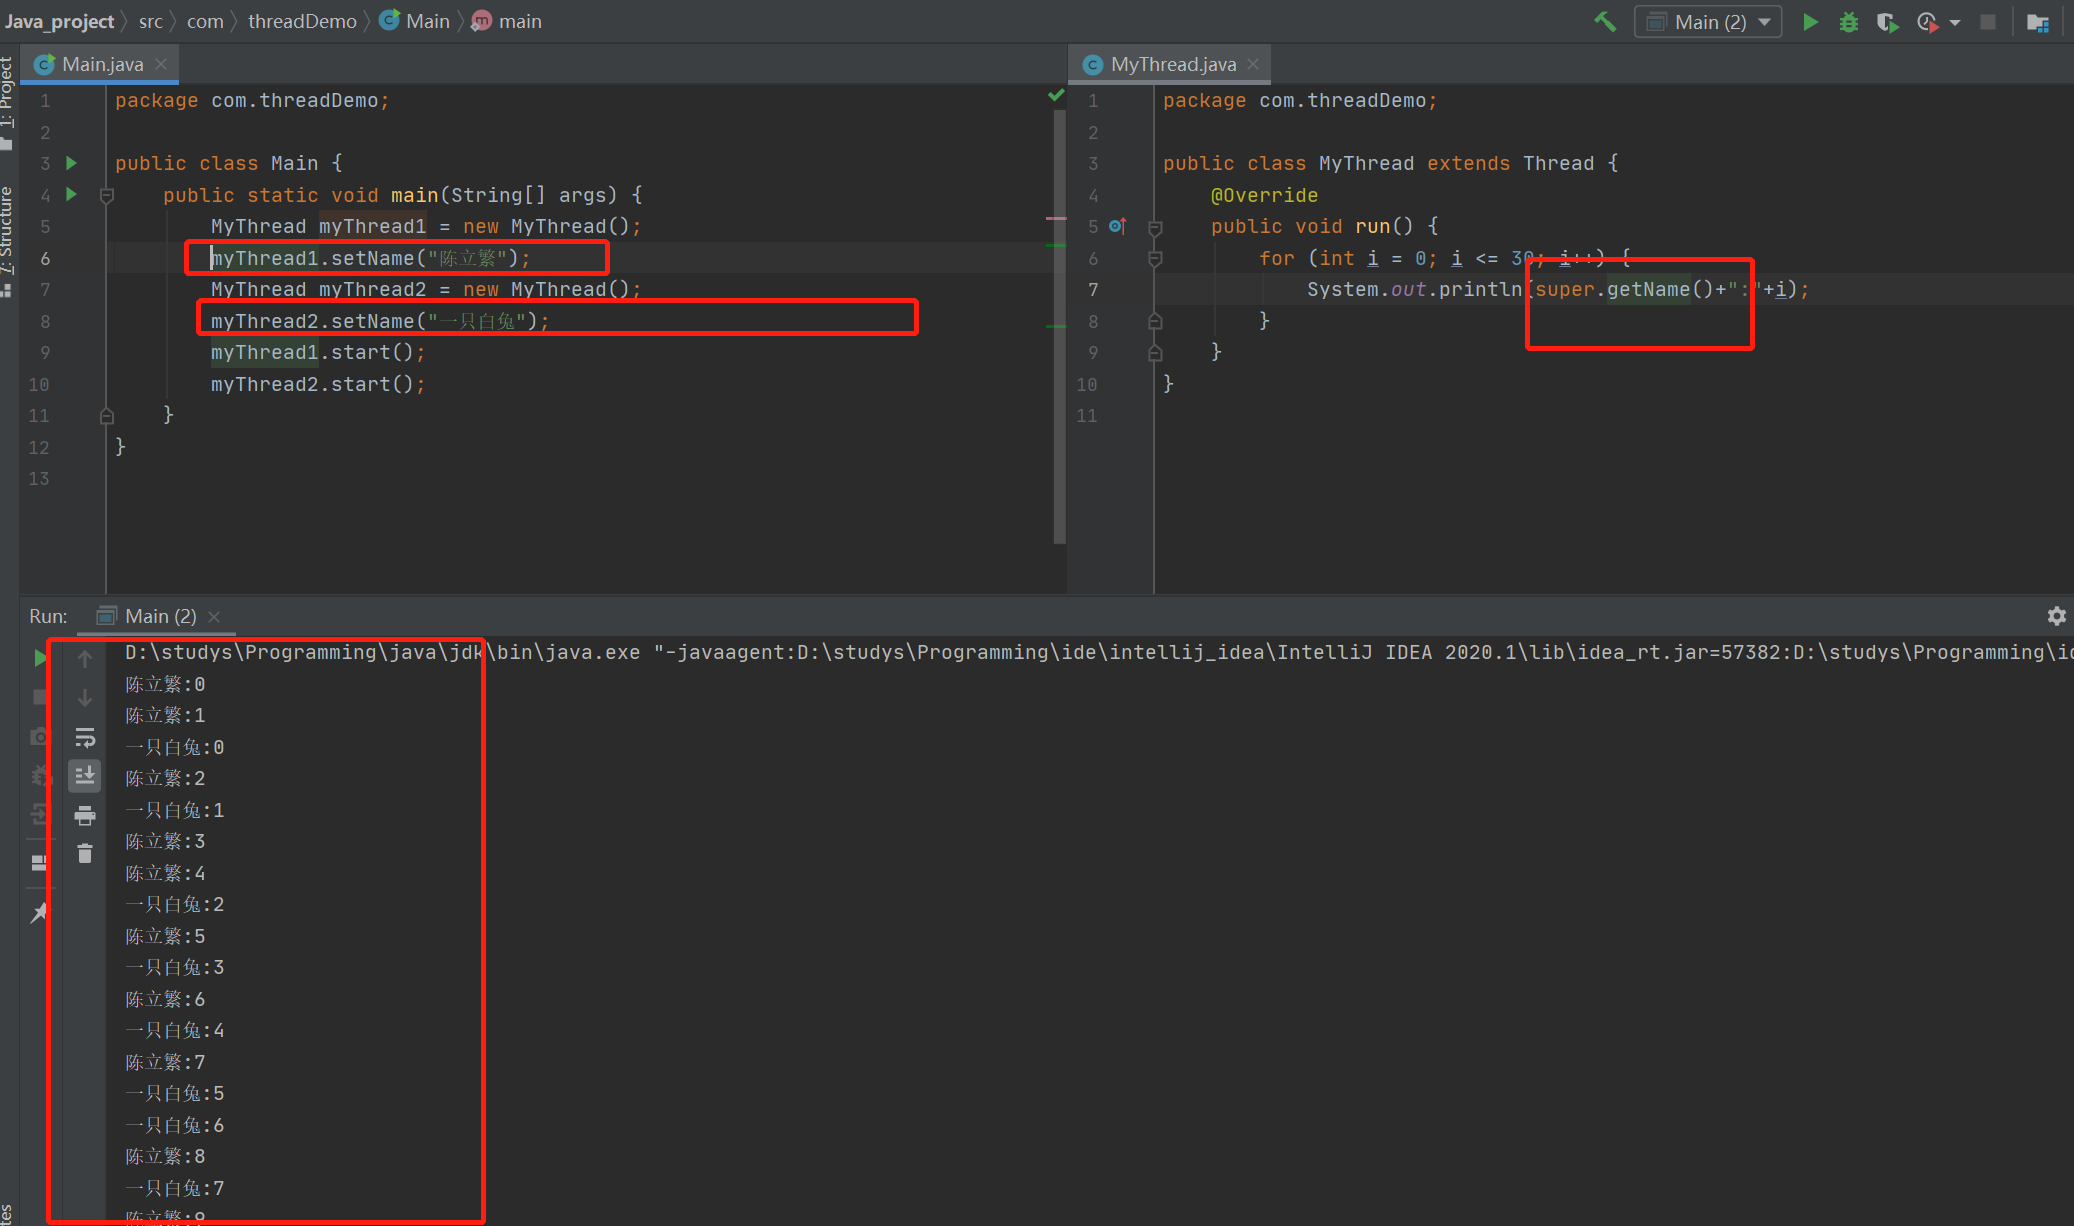 Java_project src com threadDemo Main main Main (2)
Main.java
MyThread.java
1: Project
7: Structure
1 package com.threadDemo;
2
3 public class Main {
4 public static void main(String[] args) {
5 MyThread myThread1 = new MyThread();
6 myThread1.setName("陈立繁");
7 MyThread myThread2 = new MyThread();
8 myThread2.setName("一只白兔");
9 myThread1.start();
10 myThread2.start();
11 }
12 }
13
1 package com.threadDemo;
2
3 public class MyThread extends Thread {
4 @Override
5 public void run() {
6 for (int i = 0; i <= 30; i++) {
7 System.out.println(super.getName()+":"+i);
8 }
9 }
10 }
11
Run: Main (2)
D:\studys\Programming\java\jdk\bin\java.exe "-javaagent:D:\studys\Programming\ide\intellij_idea\IntelliJ IDEA 2020.1\lib\idea_rt.jar=57382:D:\studys\Programming\id
陈立繁:0
陈立繁:1
一只白兔:0
陈立繁:2
一只白兔:1
陈立繁:3
陈立繁:4
一只白兔:2
陈立繁:5
一只白兔:3
陈立繁:6
一只白兔:4
陈立繁:7
一只白兔:5
一只白兔:6
陈立繁:8
一只白兔:7
陈立繁:9